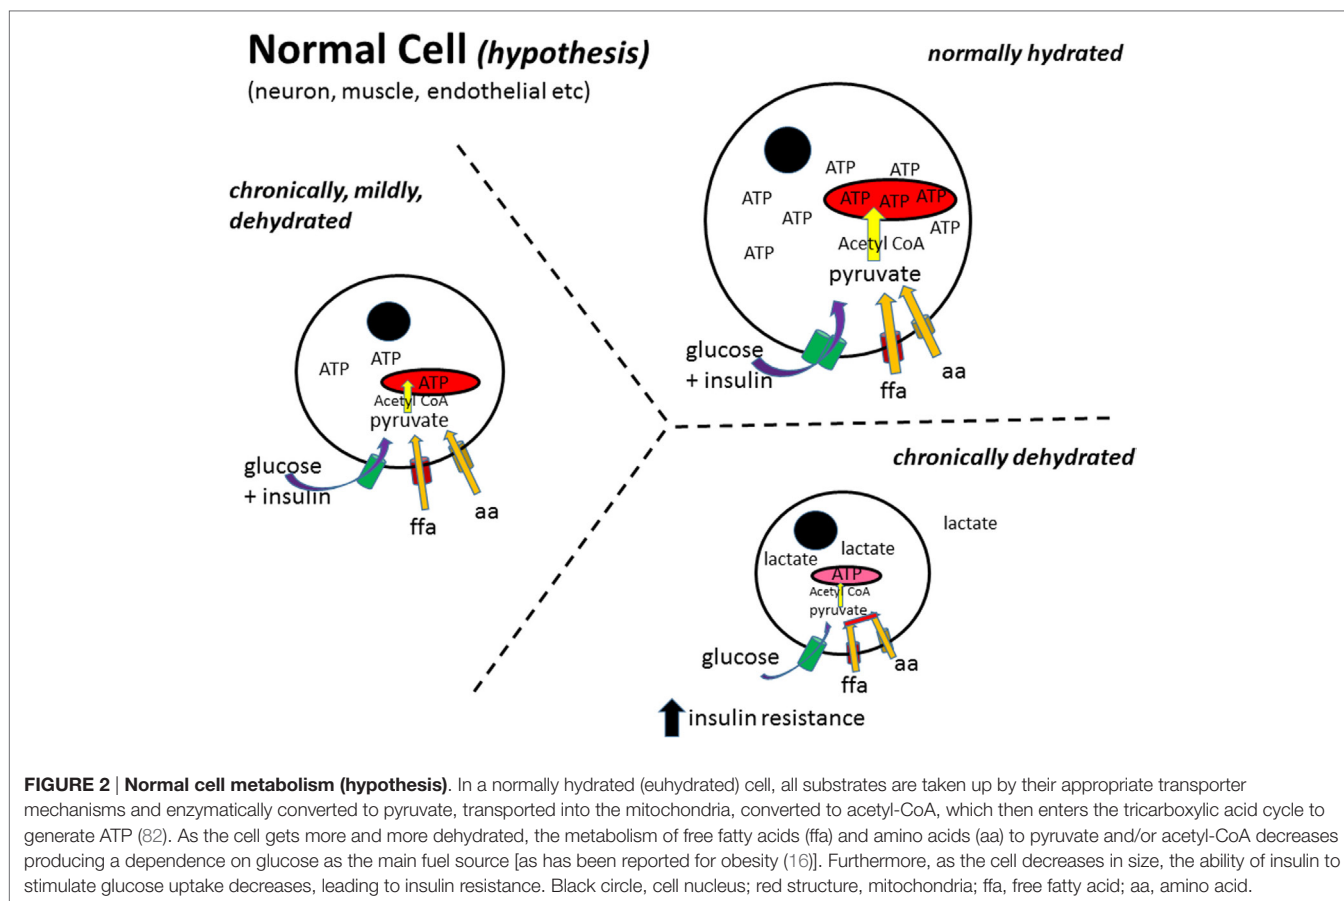 Normal Cell (hypothesis)
(neuron, muscle, endothelial etc)
normally hydrated
ATP
ATP
ATP
ATP
ATP
ATP
ATP
ATP
ATP
Acetyl CoA
pyruvate
glucose
+ insulin
ffa
aa
chronically, mildly,
dehydrated
ATP
ATP
ATP
Acetyl CoA
pyruvate
glucose
+ insulin
ffa
aa
chronically dehydrated
lactate
lactate
lactate
ATP
Acetyl CoA
pyruvate
glucose
ffa
aa
insulin resistance
FIGURE 2 | Normal cell metabolism (hypothesis). In a normally hydrated (euhydrated) cell, all substrates are taken up by their appropriate transporter
mechanisms and enzymatically converted to pyruvate, transported into the mitochondria, converted to acetyl-CoA, which then enters the tricarboxylic acid cycle to
generate ATP (82). As the cell gets more and more dehydrated, the metabolism of free fatty acids (ffa) and amino acids (aa) to pyruvate and/or acetyl-CoA decreases
producing a dependence on glucose as the main fuel source [as has been reported for obesity (16)]. Furthermore, as the cell decreases in size, the ability of insulin to
stimulate glucose uptake decreases, leading to insulin resistance. Black circle, cell nucleus; red structure, mitochondria; ffa, free fatty acid; aa, amino acid.